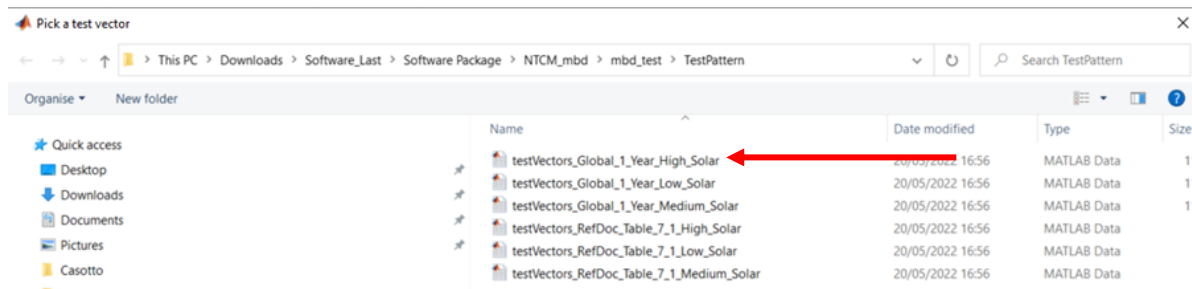 Pick a test vector
This PC > Downloads > Software_Last > Software Package > NTCM_mbd > mbd_test > TestPattern
Search TestPattern
Organise New folder
Name Date modified Type Size
Quick access
Desktop
Downloads
Documents
Pictures
Casotto
testVectors_Global_1_Year_High_Solar 20/05/2022 16:56 MATLAB Data 1
testVectors_Global_1_Year_Low_Solar 20/05/2022 16:56 MATLAB Data 1
testVectors_Global_1_Year_Medium_Solar 20/05/2022 16:56 MATLAB Data 1
testVectors_RefDoc_Table_7_1_High_Solar 20/05/2022 16:56 MATLAB Data
testVectors_RefDoc_Table_7_1_Low_Solar 20/05/2022 16:56 MATLAB Data
testVectors_RefDoc_Table_7_1_Medium_Solar 20/05/2022 16:56 MATLAB Data